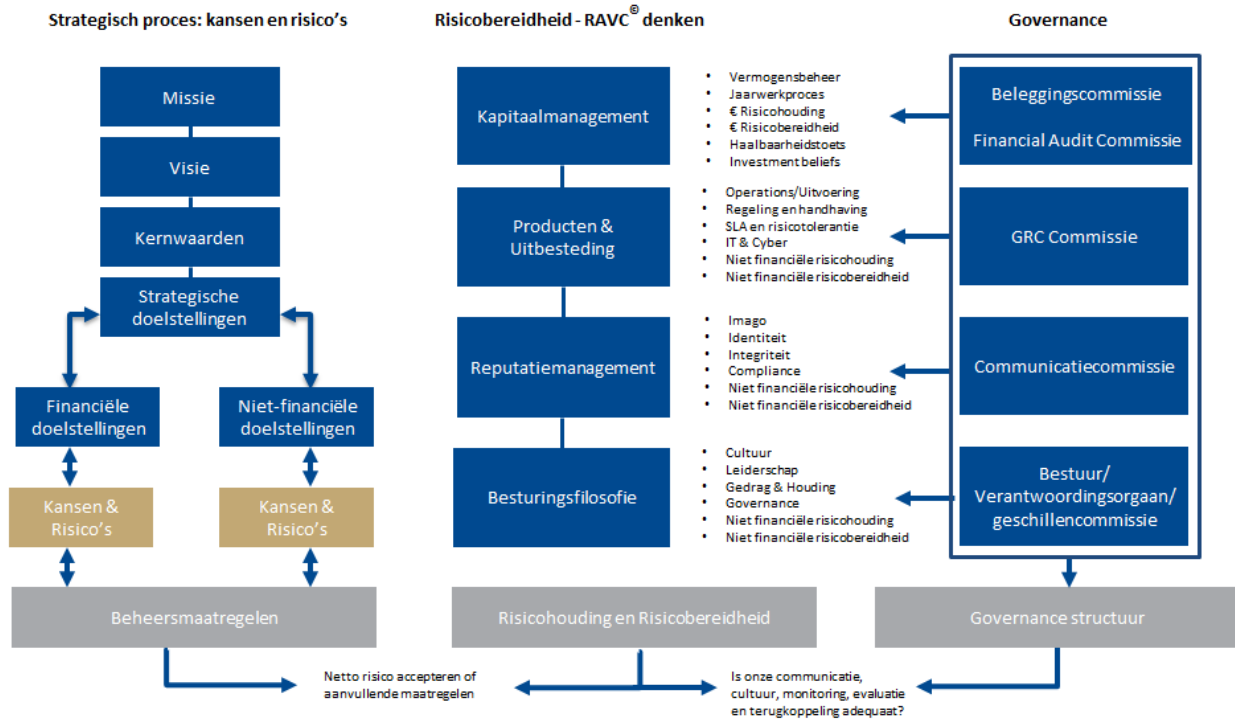 Strategisch proces: kansen en risico's
Missie
Visie
Kernwaarden
Strategische
doelstellingen
Financiële
doelstellingen
Niet-financiële
doelstellingen
Kansen &
Risico's
Kansen &
Risico's
Beheersmaatregelen
Risicobereidheid - RAVC® denken
Kapitaalmanagement
• Vermogensbeheer
• Jaarwerkproces
• € Risicohouding
• € Risicobereidheid
• Haalbaarheidstoets
• Investment beliefs
Producten &
Uitbesteding
• Operations/Uitvoering
• Regeling en handhaving
• SLA en risicotolerantie
• IT & Cyber
• Niet financiële risicohouding
• Niet financiële risicobereidheid
Reputatiemanagement
• Imago
• Identiteit
• Integriteit
• Compliance
• Niet financiële risicohouding
• Niet financiële risicobereidheid
Besturingsfilosofie
• Cultuur
• Leiderschap
• Gedrag & Houding
• Governance
• Niet financiële risicohouding
• Niet financiële risicobereidheid
Risicohouding en Risicobereidheid
Governance
Beleggingscommissie
Financial Audit Commissie
GRC Commissie
Communicatiecommissie
Bestuur/
Verantwoordingsorgaan/
geschillencommissie
Governance structuur
Netto risico accepteren of
aanvullende maatregelen
Is onze communicatie,
cultuur, monitoring, evaluatie
en terugkoppeling adequaat?